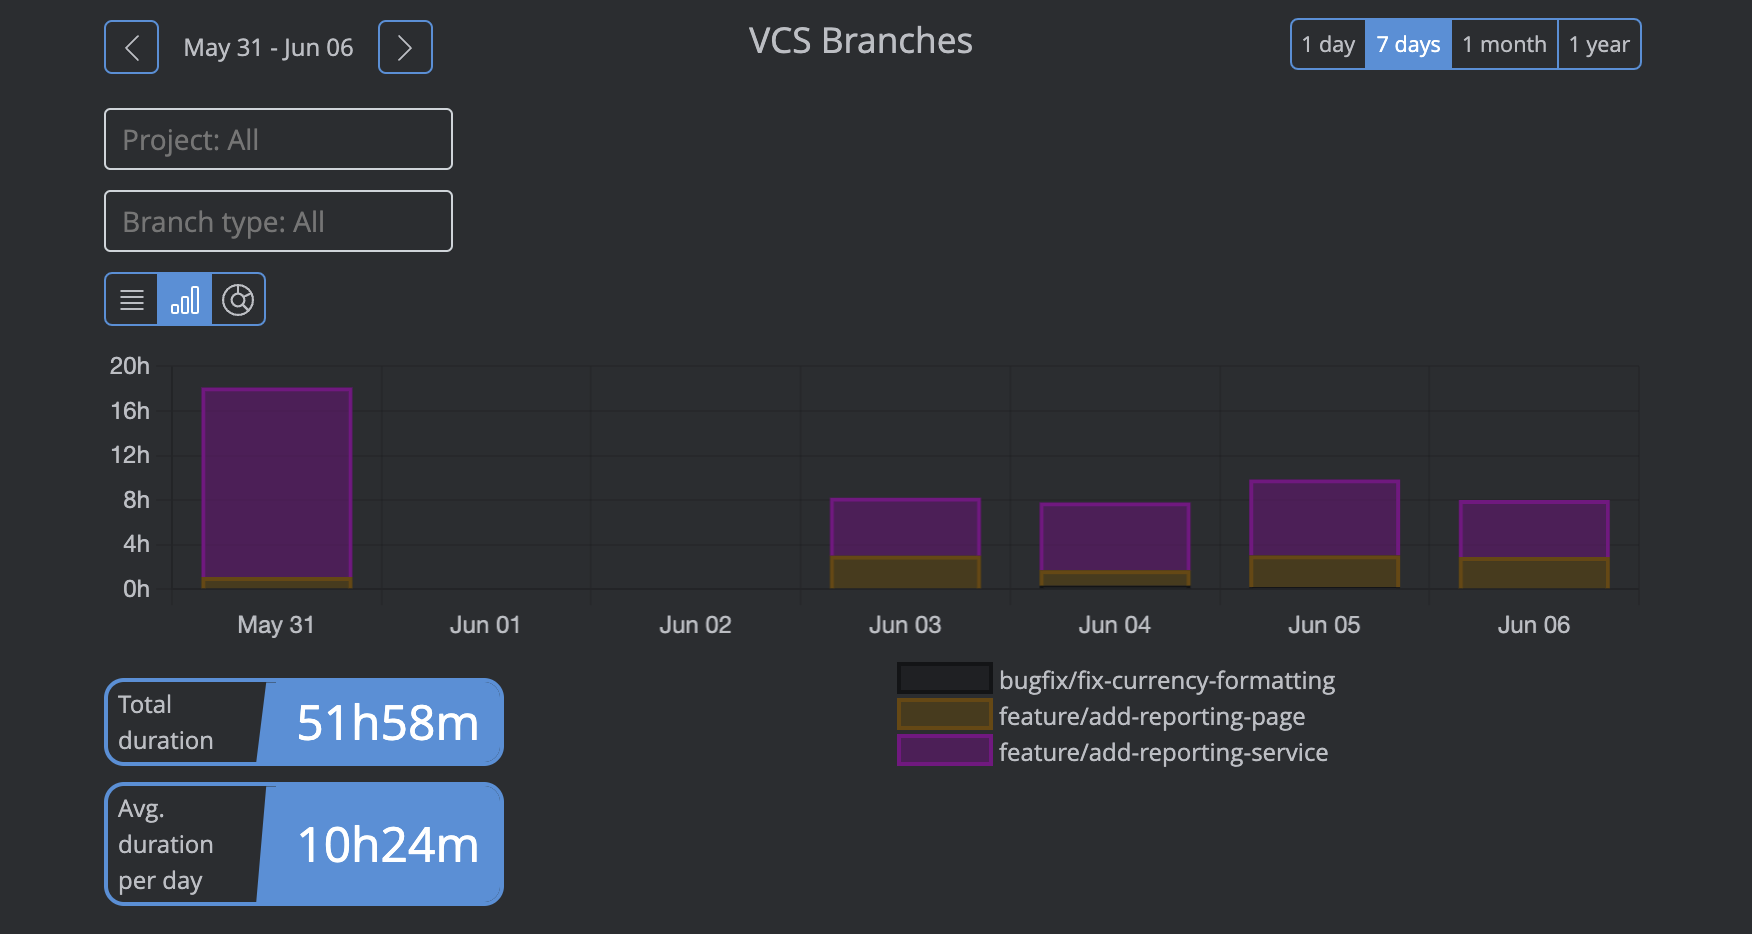 May 31 - Jun 06
VCS Branches
1 day
7 days
1 month
1 year
Project: All
Branch type: All
20h
16h
12h
8h
4h
0h
May 31
Jun 01
Jun 02
Jun 03
Jun 04
Jun 05
Jun 06
bugfix/fix-currency-formatting
feature/add-reporting-page
feature/add-reporting-service
Total
duration
51h58m
Avg.
duration
per day
10h24m